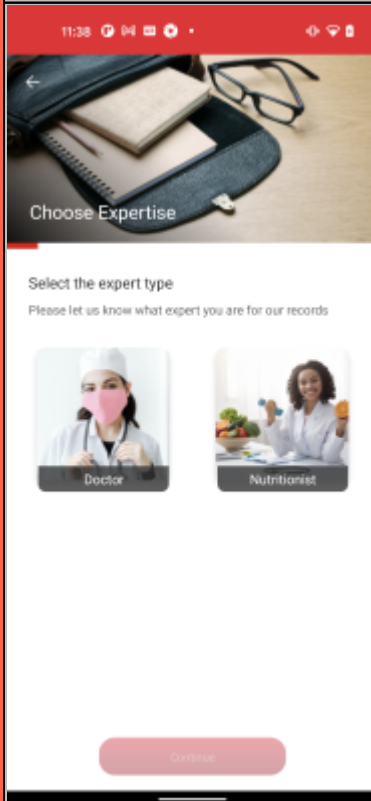 11:38
Choose Expertise
Select the expert type
Please let us know what expert you are for our records
Doctor
Nutritionist
Continue